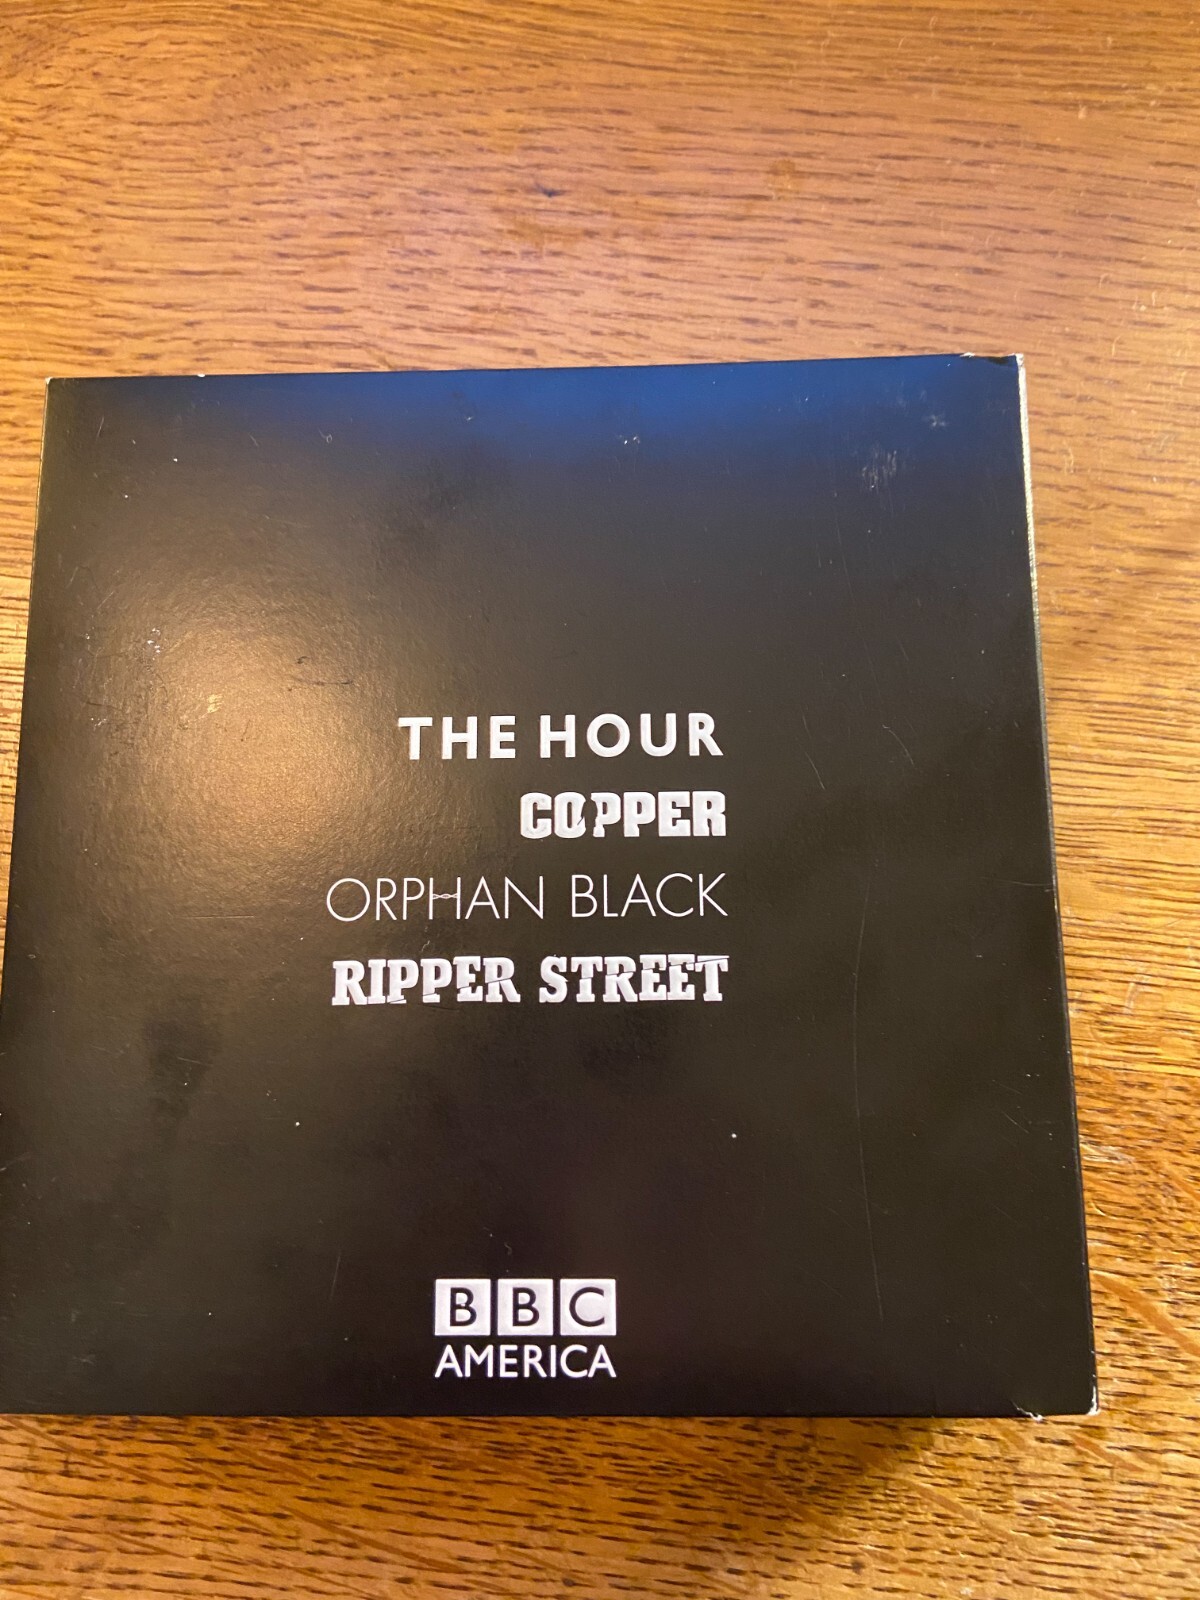 THE HOUR
COPPER
ORPHAN BLACK
RIPPER STREET
BBC
AMERICA